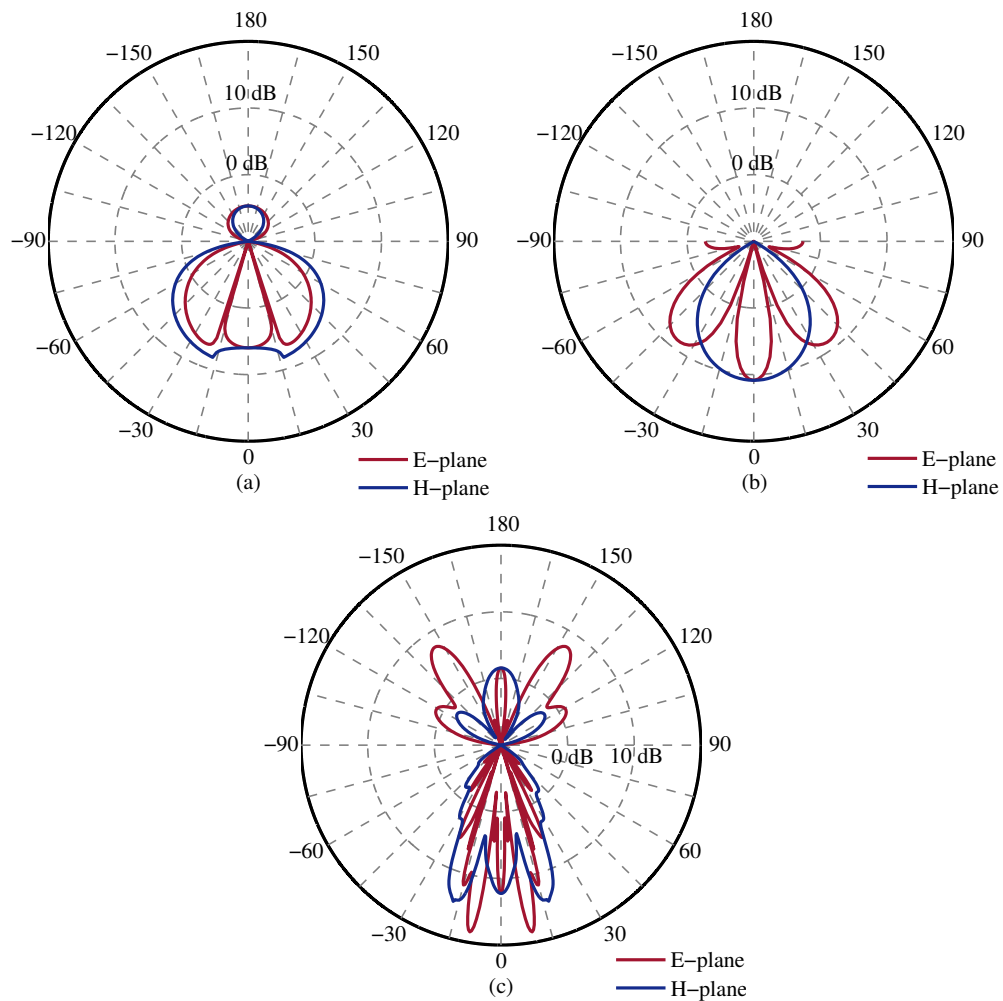 180 180
−150 150 −150 150
10 dB 10 dB
−120 120 −120 120
0 dB 0 dB
−90 90 −90 90
−60 60 −60 60
−30 30 −30 30
0 0
E−plane E−plane
(a) (b)
H−plane H−plane
180
−150 150
−120 120
−90 90
0 dB 10 dB
−60 60
−30 30
0
E−plane
(c)
H−plane